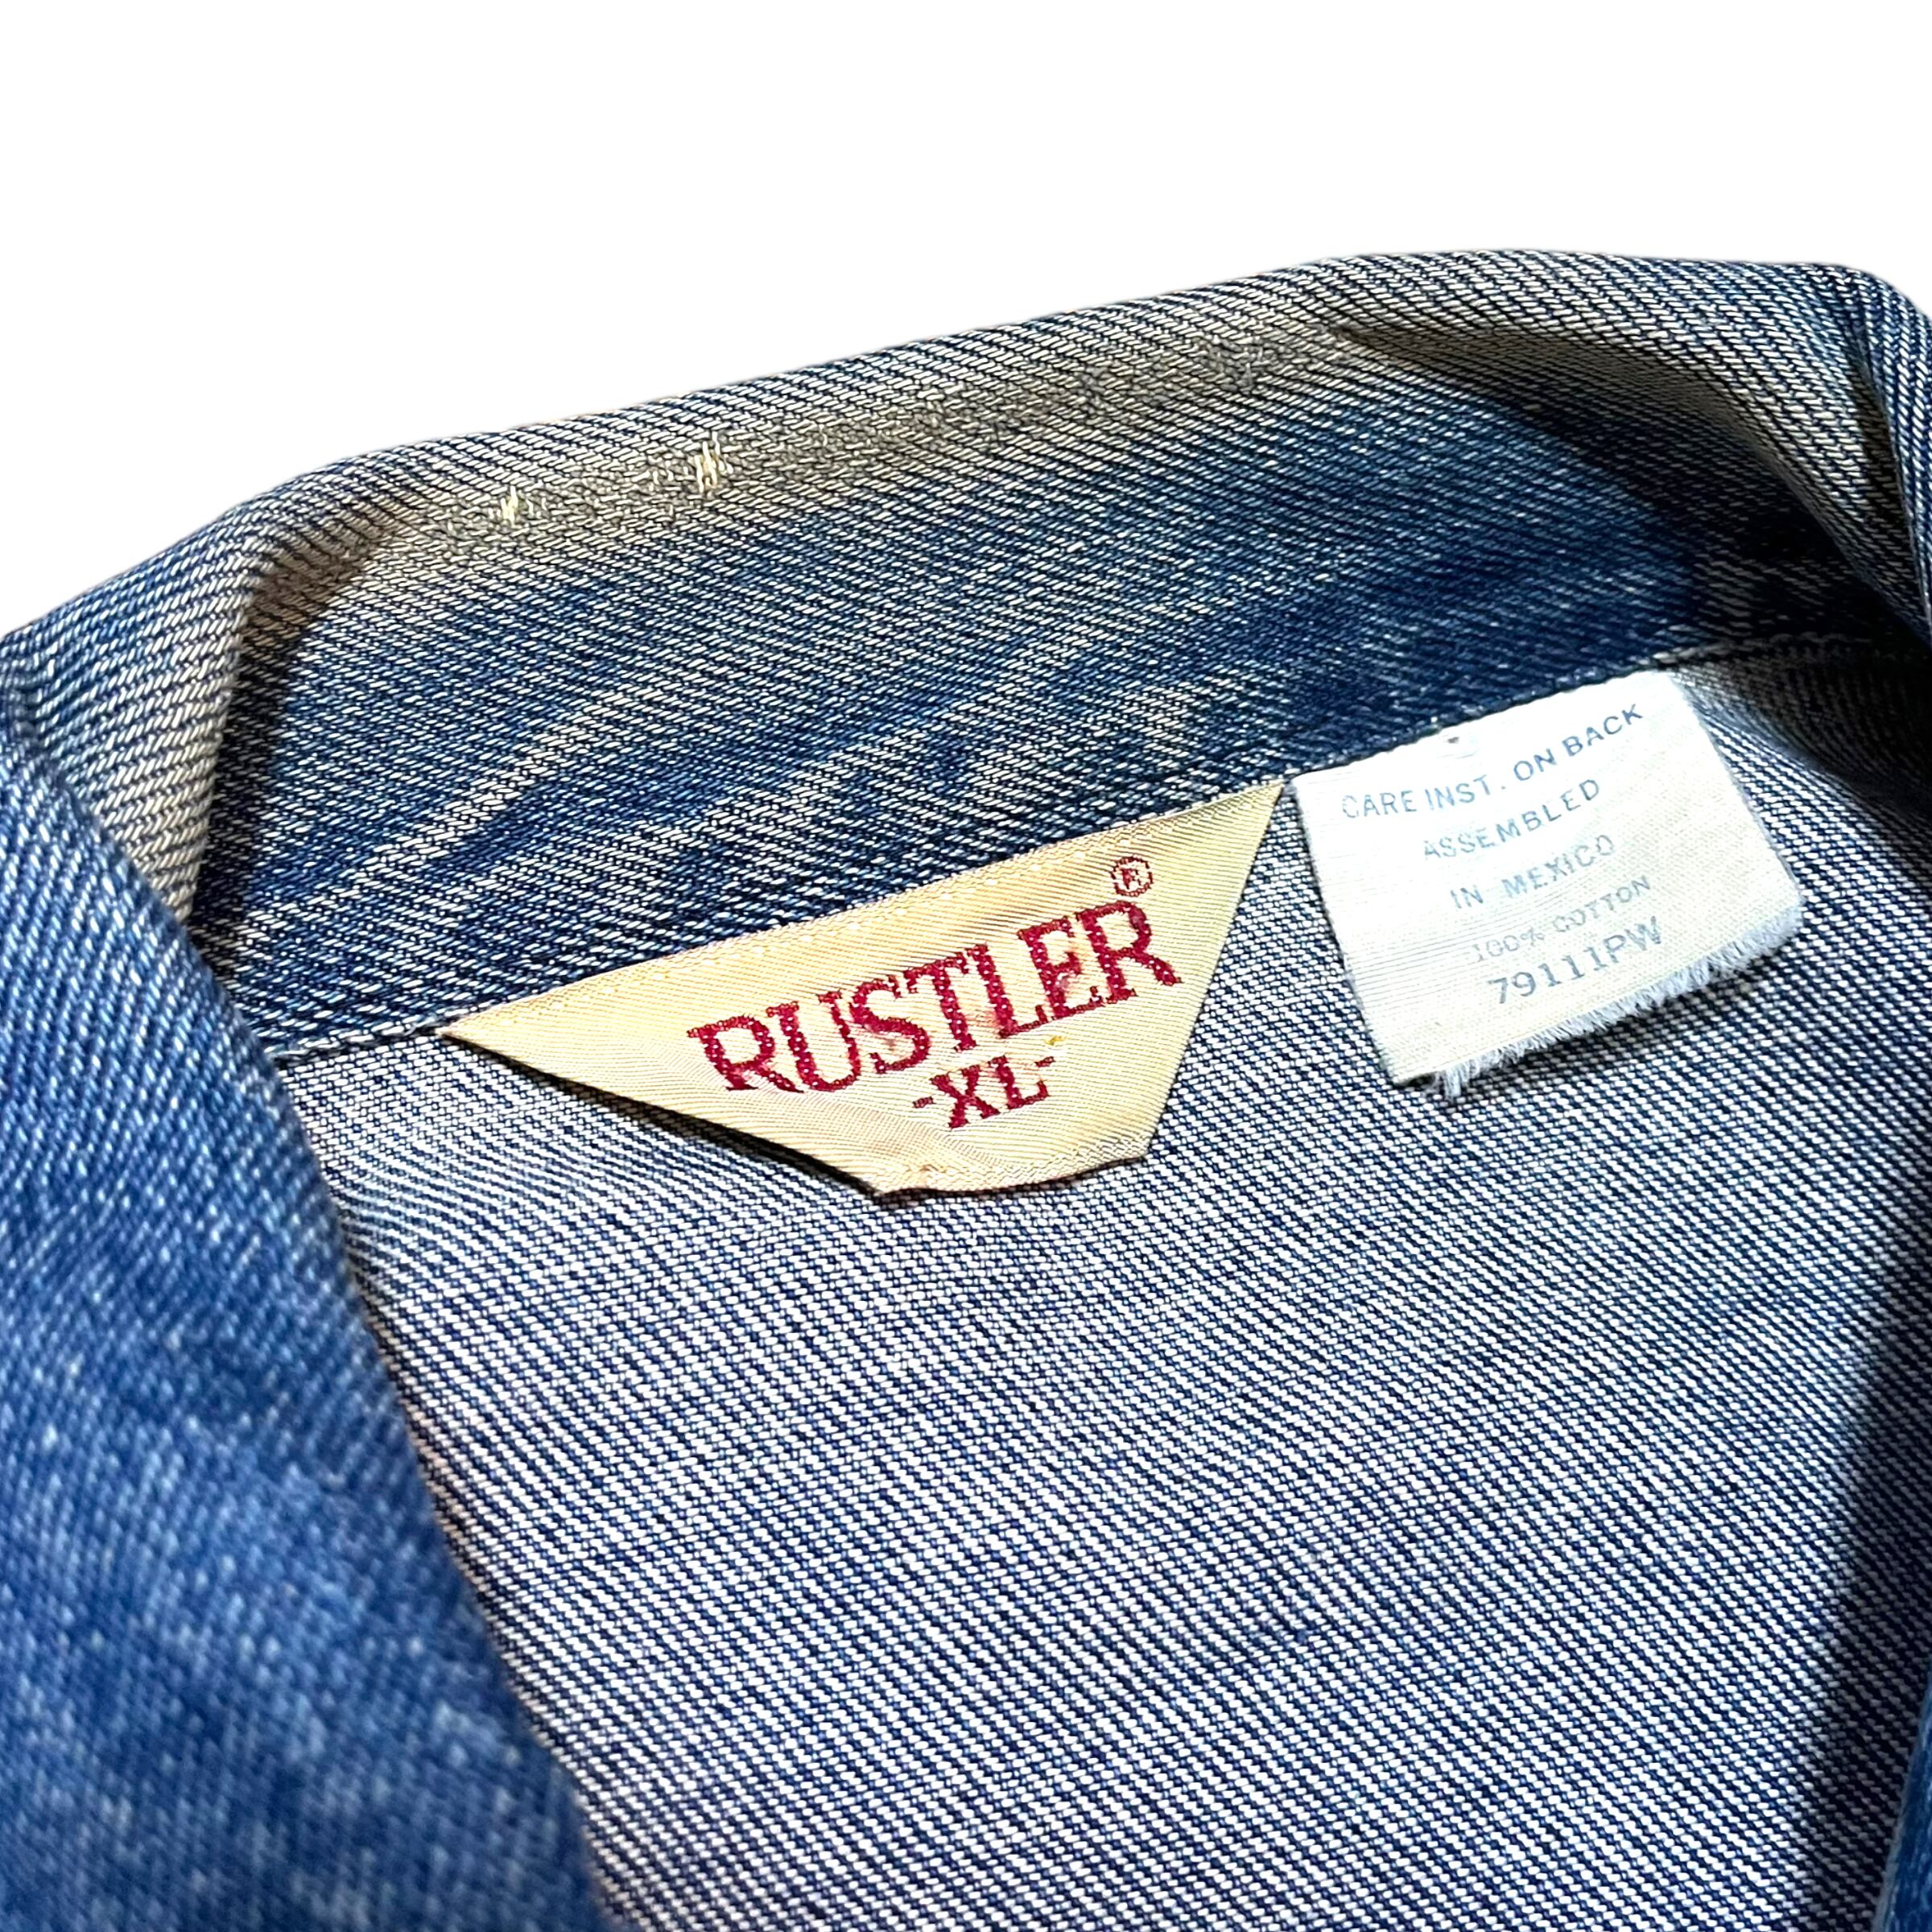 RUSTLER®
-XL-
CARE INST. ON BACK
ASSEMBLED
IN MEXICO
100% COTTON
79111PW